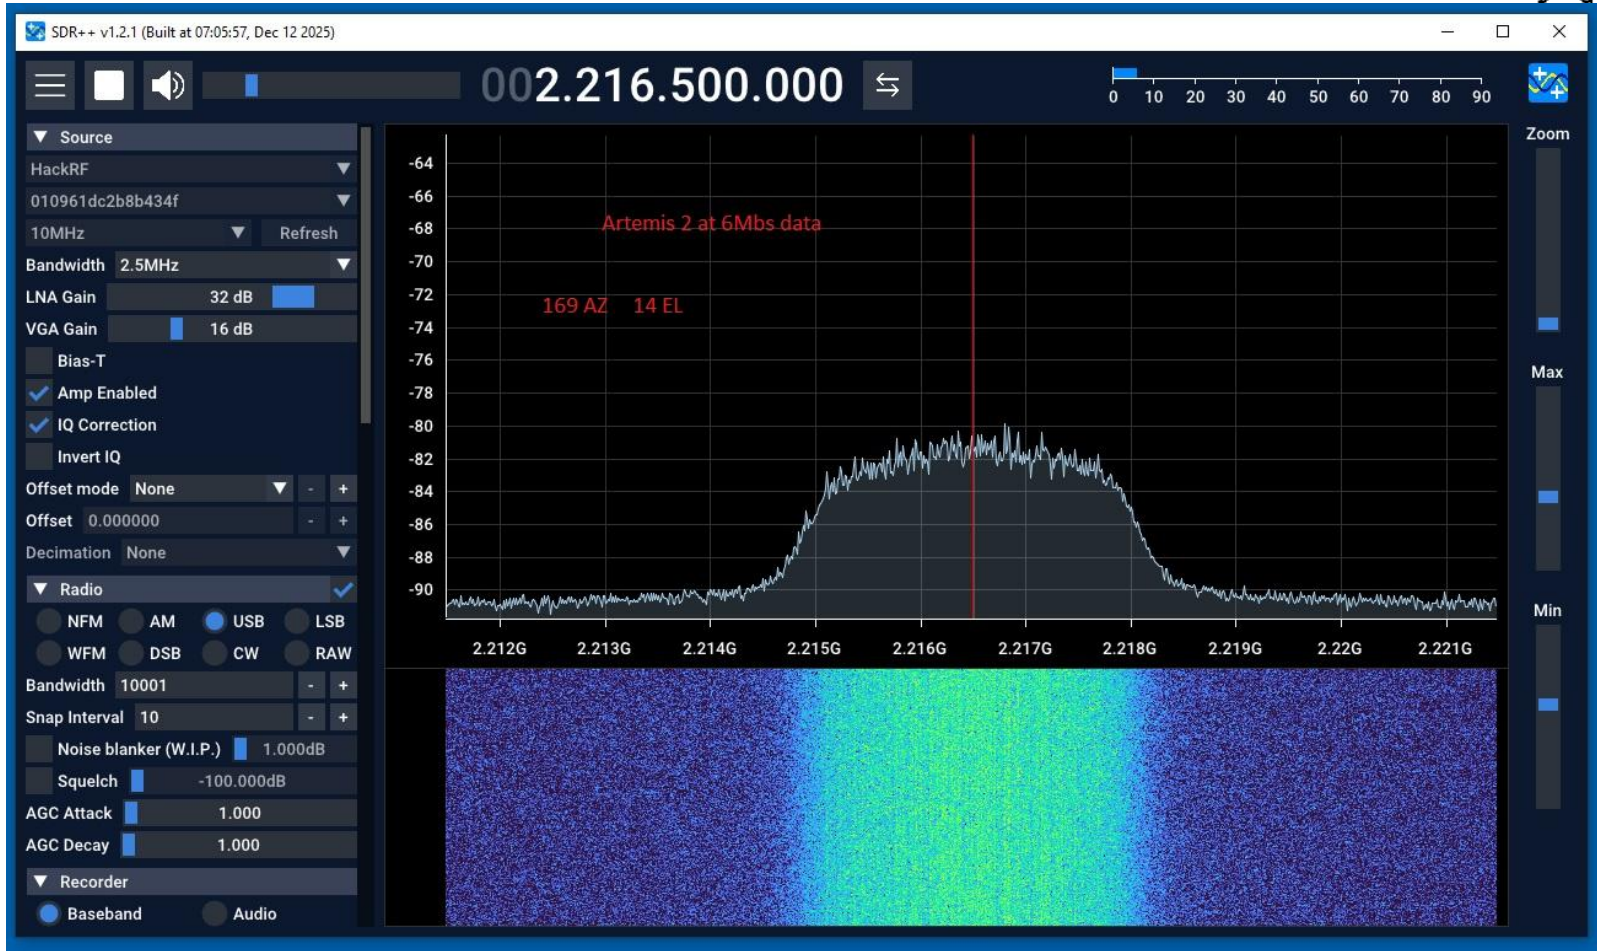 SDR++ v1.2.1 (Built at 07:05:57, Dec 12 2025)
002.216.500.000
0 10 20 30 40 50 60 70 80 90
Source
HackRF
010961dc2b8b434f
10MHz Refresh
Bandwidth 2.5MHz
LNA Gain 32 dB
VGA Gain 16 dB
Bias-T
Amp Enabled
IQ Correction
Invert IQ
Offset mode None - +
Offset 0.000000 - +
Decimation None
Radio
NFM AM USB LSB
WFM DSB CW RAW
Bandwidth 10001 - +
Snap Interval 10 - +
Noise blanker (W.I.P.) 1.000dB
Squelch -100.000dB
AGC Attack 1.000
AGC Decay 1.000
Recorder
Baseband Audio
-64
-66
-68
-70
-72
-74
-76
-78
-80
-82
-84
-86
-88
-90
Artemis 2 at 6Mbs data
169 AZ 14 EL
2.212G 2.213G 2.214G 2.215G 2.216G 2.217G 2.218G 2.219G 2.22G 2.221G
Zoom
Max
Min